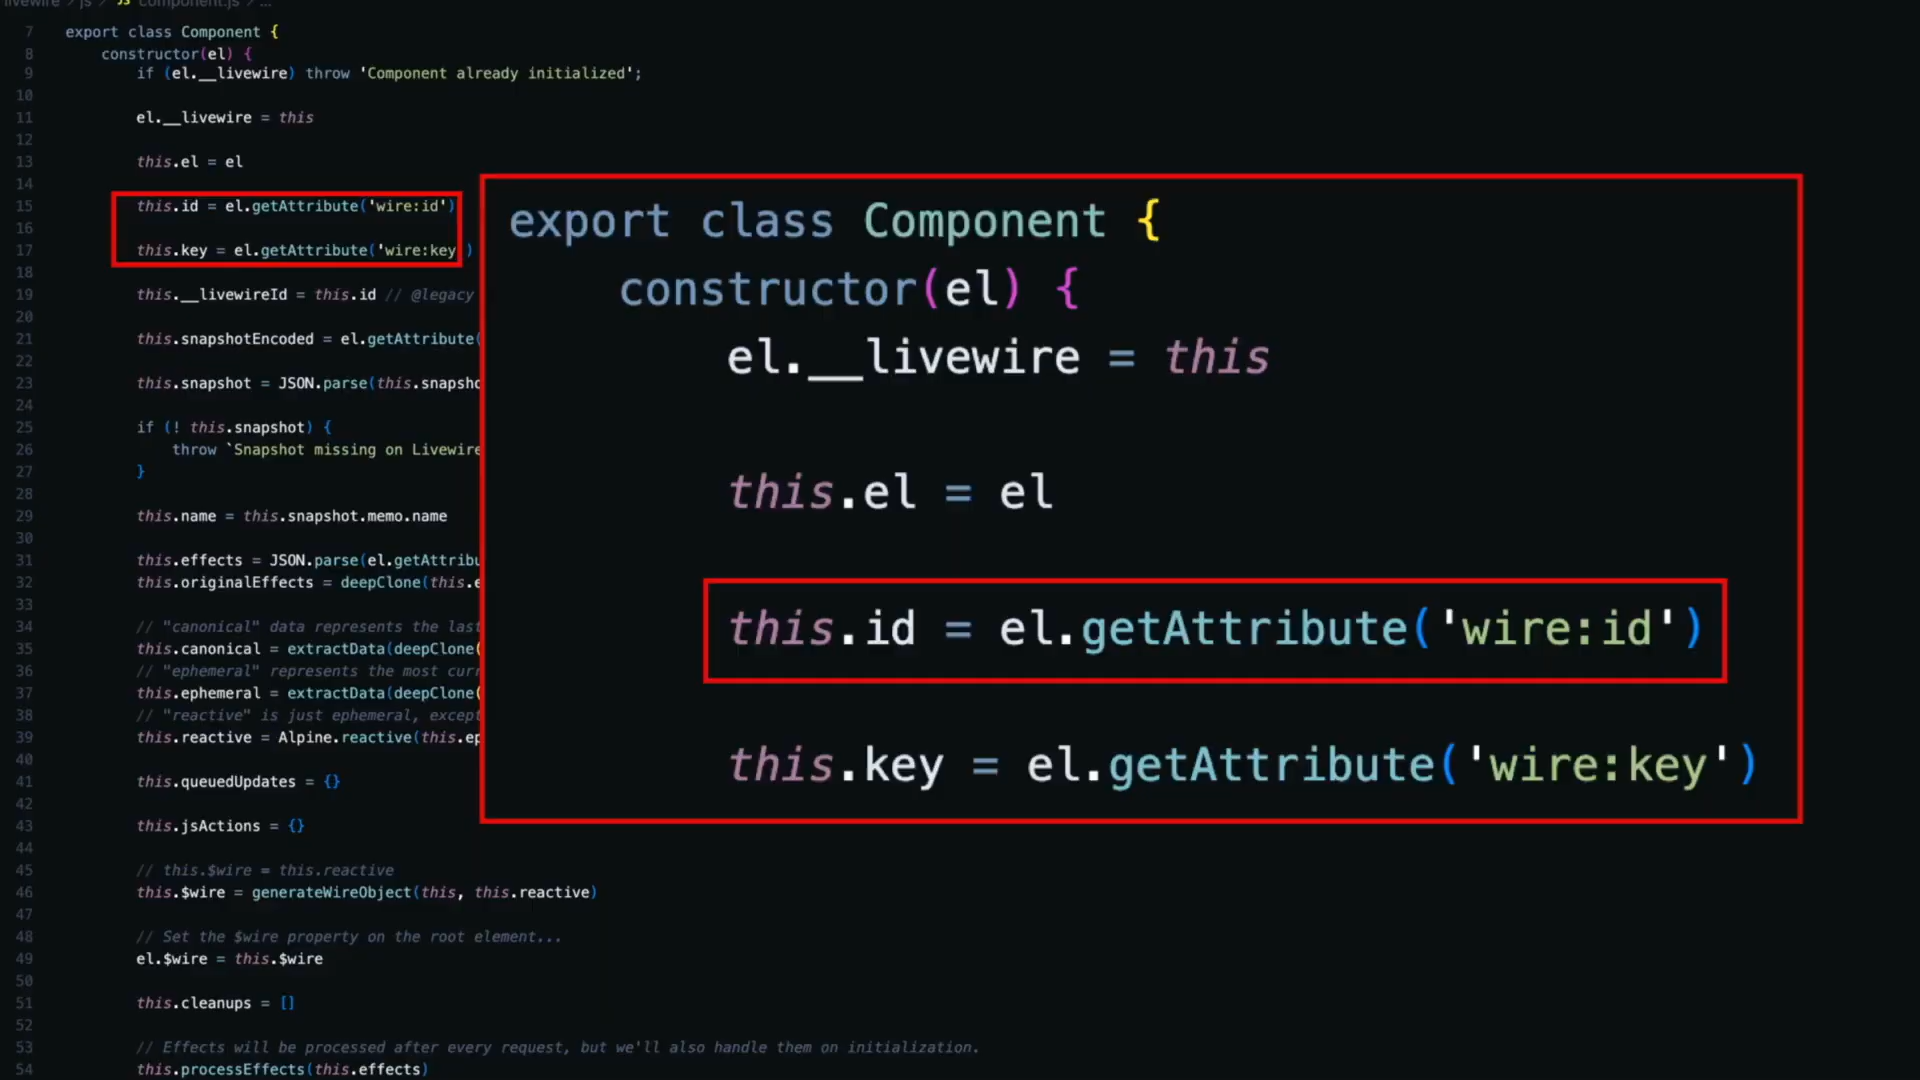 livewire > js > JS component.js > ...
7 export class Component {
8 constructor(el) {
9 if (el.__livewire) throw 'Component already initialized';
10
11 el.__livewire = this
12
13 this.el = el
14
15 this.id = el.getAttribute('wire:id')
16
17 this.key = el.getAttribute('wire:key )
18
19 this.__livewireId = this.id // @legacy
20
21 this.snapshotEncoded = el.getAttribute(
22
23 this.snapshot = JSON.parse(this.snapsho
24
25 if (! this.snapshot) {
26 throw `Snapshot missing on Livewire
27 }
28
29 this.name = this.snapshot.memo.name
30
31 this.effects = JSON.parse(el.getAttribu
32 this.originalEffects = deepClone(this.e
33
34 // "canonical" data represents the last
35 this.canonical = extractData(deepClone(
36 // "ephemeral" represents the most curr
37 this.ephemeral = extractData(deepClone(
38 // "reactive" is just ephemeral, except
39 this.reactive = Alpine.reactive(this.ep
40
41 this.queuedUpdates = {}
42
43 this.jsActions = {}
44
45 // this.$wire = this.reactive
46 this.$wire = generateWireObject(this, this.reactive)
47
48 // Set the $wire property on the root element...
49 el.$wire = this.$wire
50
51 this.cleanups = []
52
53 // Effects will be processed after every request, but we'll also handle them on initialization.
54 this.processEffects(this.effects)
export class Component {
constructor(el) {
el.__livewire = this
this.el = el
this.id = el.getAttribute('wire:id')
this.key = el.getAttribute('wire:key')